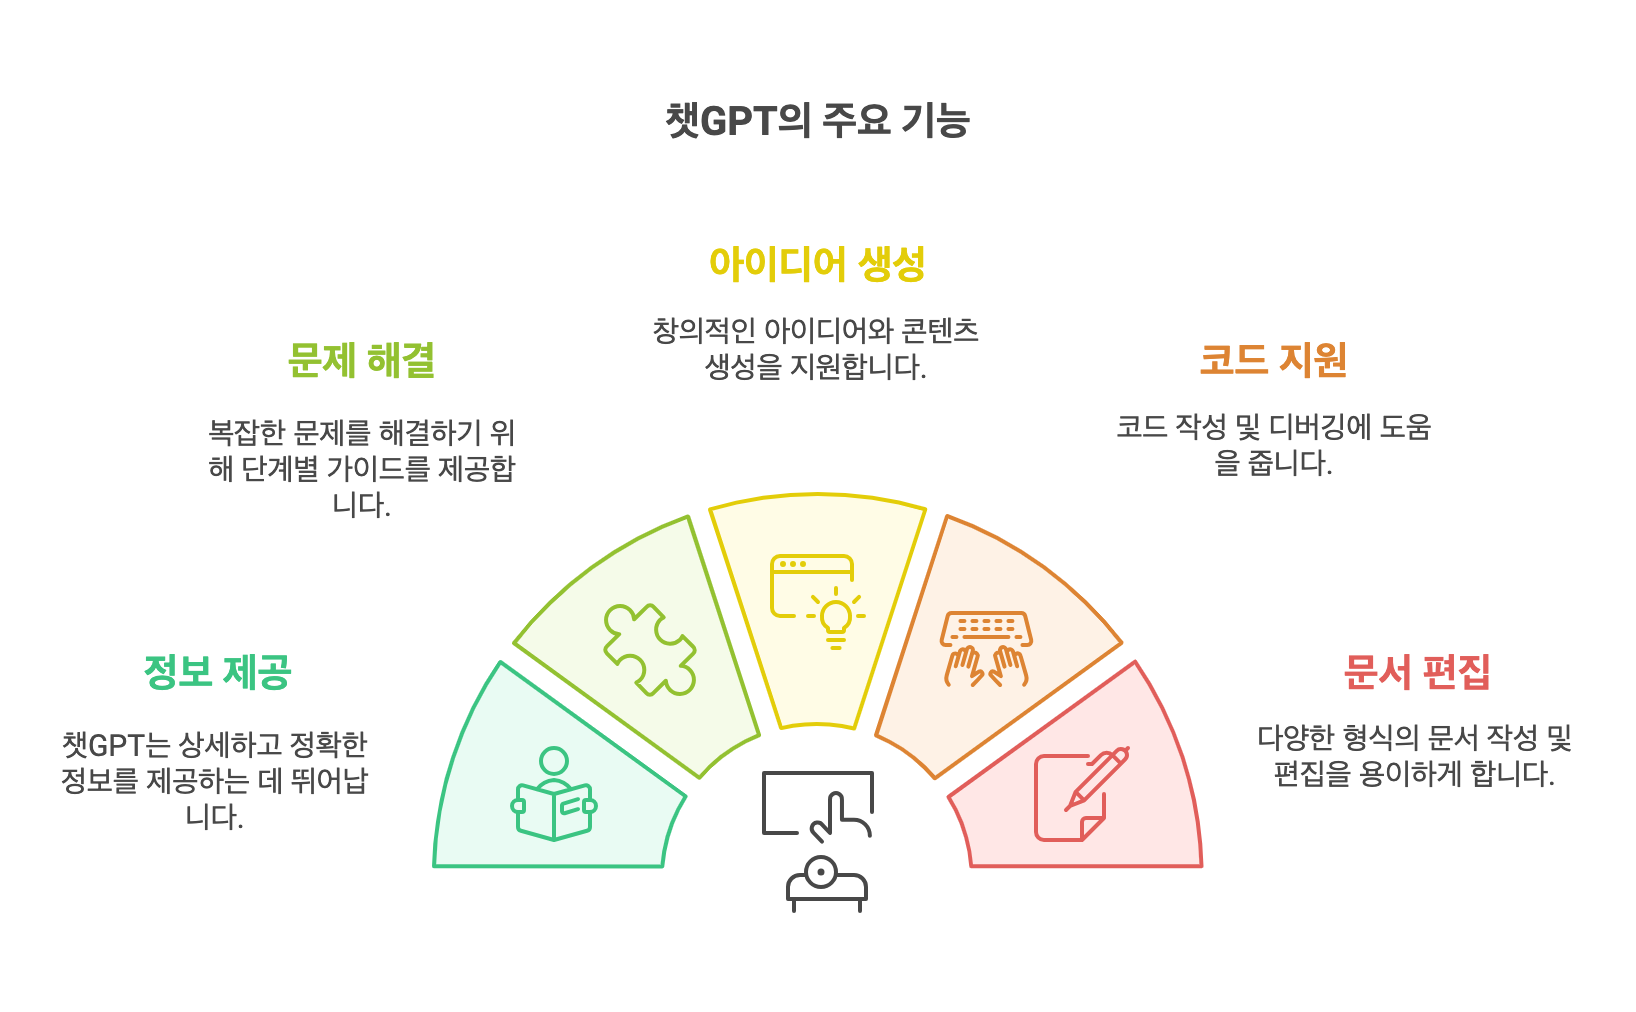 챗GPT의 주요 기능
아이디어 생성
창의적인 아이디어와 콘텐츠
생성을 지원합니다.
문제 해결
복잡한 문제를 해결하기 위
해 단계별 가이드를 제공합
니다.
코드 지원
코드 작성 및 디버깅에 도움
을 줍니다.
정보 제공
챗GPT는 상세하고 정확한
정보를 제공하는 데 뛰어납
니다.
문서 편집
다양한 형식의 문서 작성 및
편집을 용이하게 합니다.